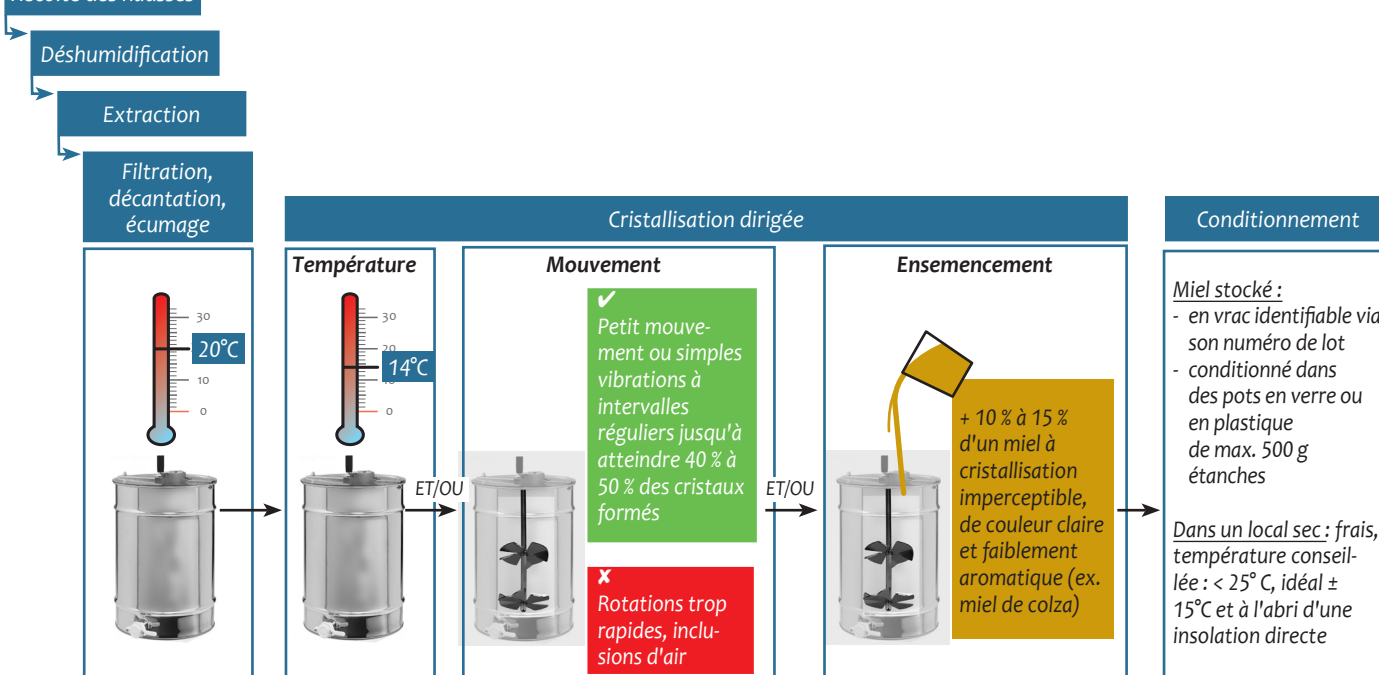 Récolte des hausses
Déshumidification
Extraction
Filtration,
décantation,
écumage
30
20°C
10
0
Cristallisation dirigée
Température
30
20
14°C
10
0
ET/OU
Mouvement
✔
Petit mouve-
ment ou simples
vibrations à
intervalles
réguliers jusqu'à
atteindre 40 % à
50 % des cristaux
formés
✘
Rotations trop
rapides, inclu-
sions d'air
ET/OU
Ensemencement
+ 10 % à 15 %
d'un miel à
cristallisation
imperceptible,
de couleur claire
et faiblement
aromatique (ex.
miel de colza)
Conditionnement
Miel stocké :
- en vrac identifiable via
son numéro de lot
- conditionné dans
des pots en verre ou
en plastique
de max. 500 g
étanches
Dans un local sec : frais,
température conseil-
lée : < 25° C, idéal ±
15°C et à l'abri d'une
insolation directe